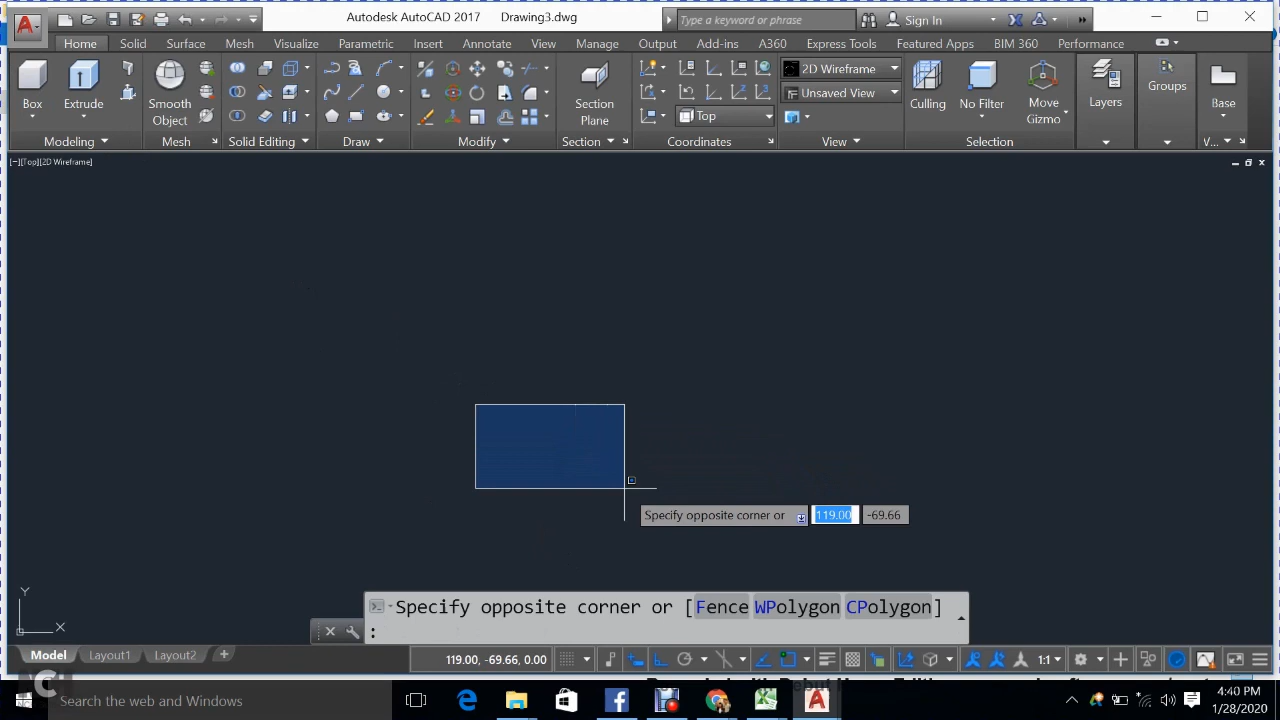 Autodesk AutoCAD 2017 Drawing3.dwg
Type a keyword or phrase
Sign In
Home Solid Surface Mesh Visualize Parametric Insert Annotate View Manage Output Add-ins A360 Express Tools Featured Apps BIM 360 Performance
2D Wireframe
Unsaved View
Top
Box
Extrude
Smooth
Object
Section
Plane
Culling
No Filter
Move
Gizmo
Layers
Groups
Base
Modeling
Mesh
Solid Editing
Draw
Modify
Section
Coordinates
View
Selection
V...
[−][Top][2D Wireframe]
Specify opposite corner or 119.00 -69.66
Y
X
Specify opposite corner or [Fence WPolygon CPolygon]
:
Model Layout1 Layout2
119.00, -69.66, 0.00
1:1
Search the web and Windows
4:40 PM
1/28/2020